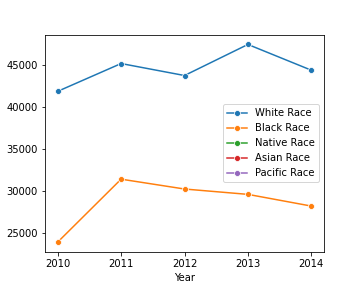 45000
40000
35000
30000
25000
White Race
Black Race
Native Race
Asian Race
Pacific Race
2010 2011 2012 2013 2014
Year